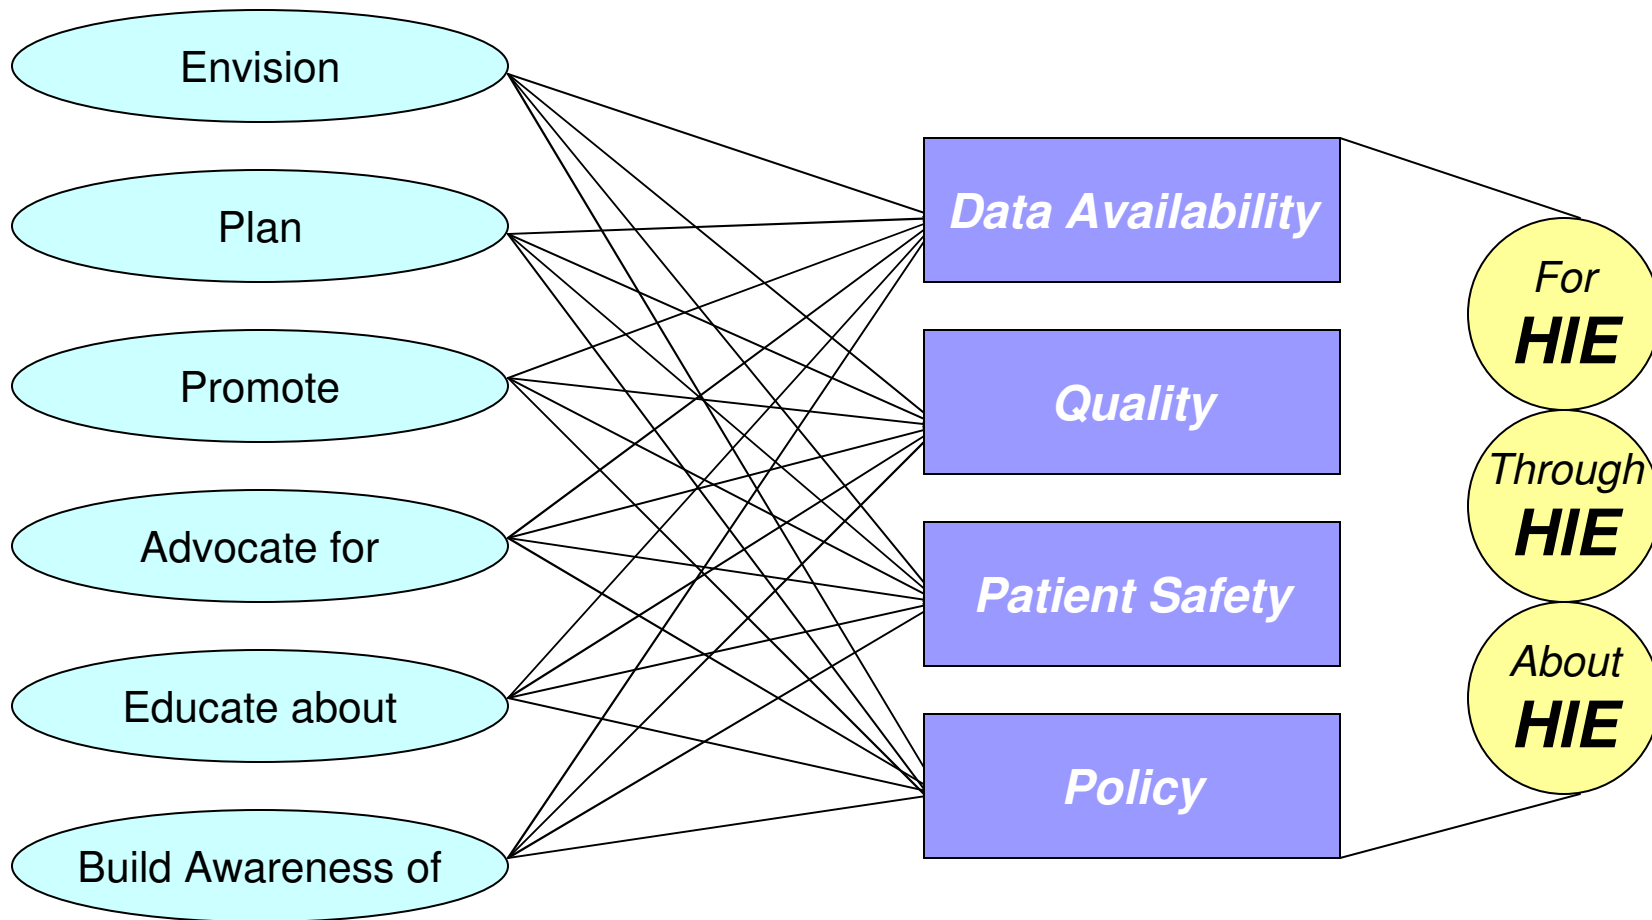 Envision
Plan
Promote
Advocate for
Educate about
Build Awareness of
Data Availability
Quality
Patient Safety
Policy
For
HIE
Through
HIE
About
HIE